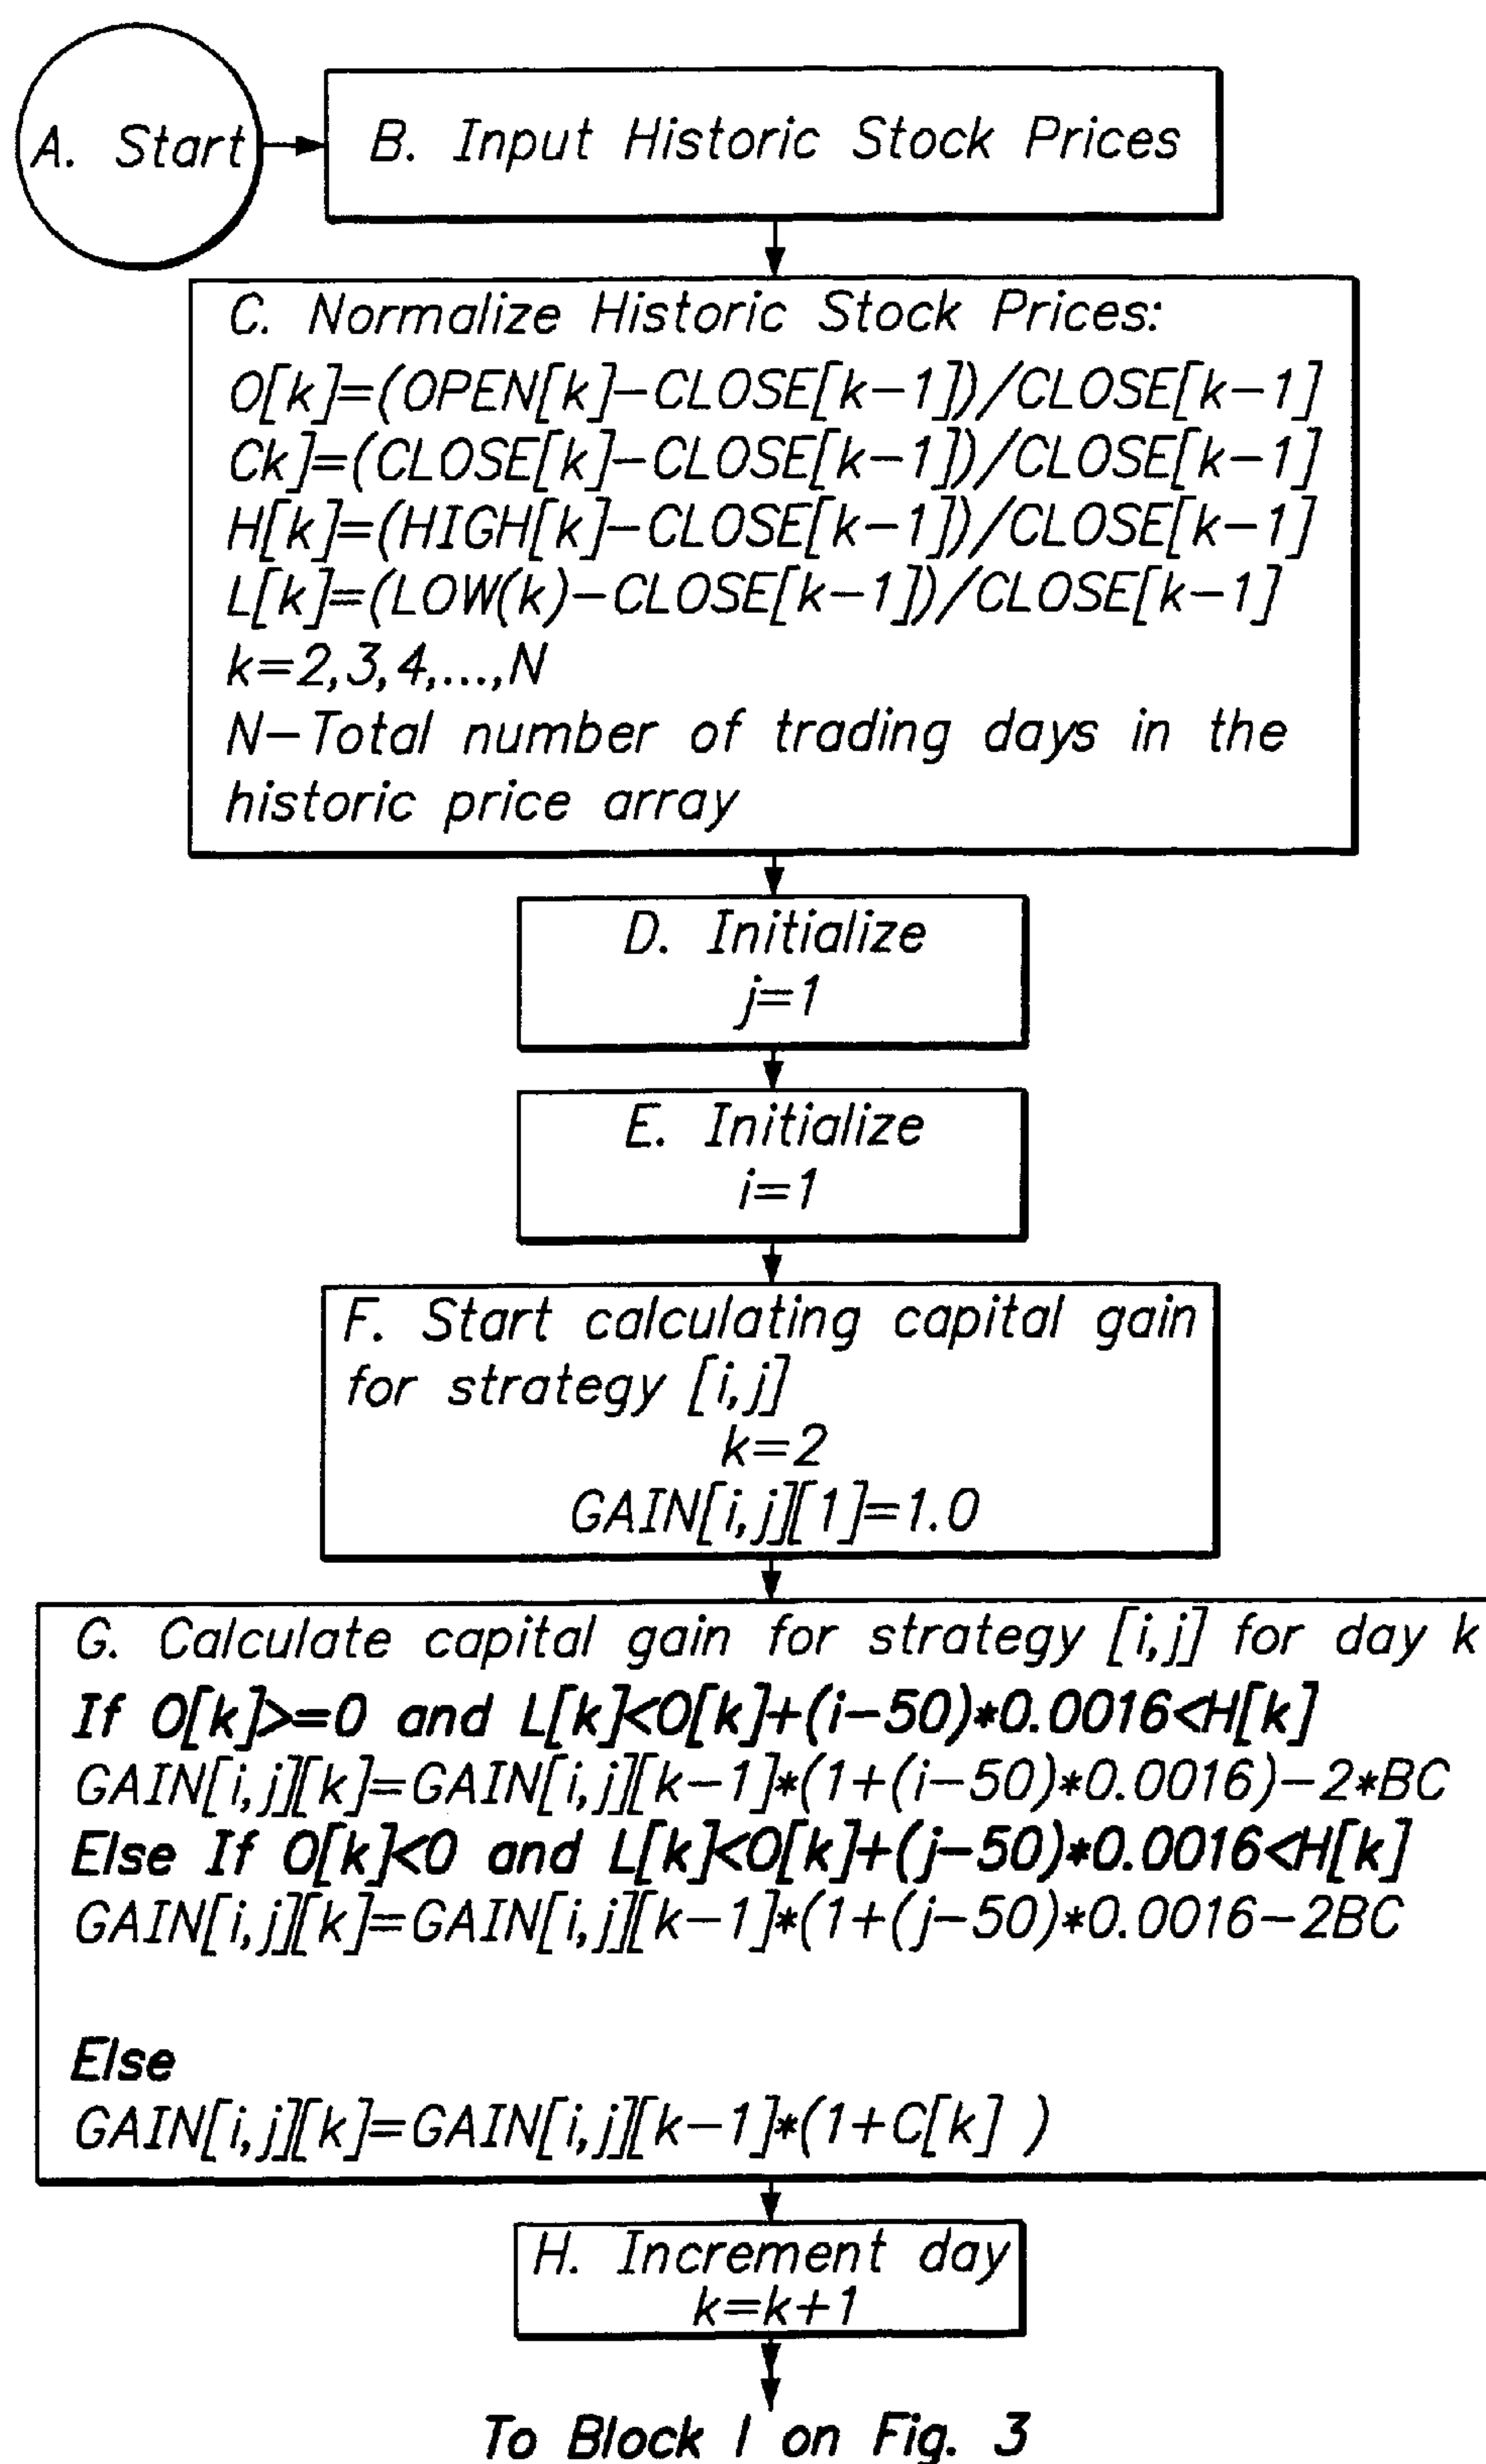 A. Start
B. Input Historic Stock Prices
C. Normalize Historic Stock Prices:
O[k]=(OPEN[k]-CLOSE[k-1])/CLOSE[k-1]
Ck]=(CLOSE[k]-CLOSE[k-1])/CLOSE[k-1]
H[k]=(HIGH[k]-CLOSE[k-1])/CLOSE[k-1]
L[k]=(LOW(k)-CLOSE[k-1])/CLOSE[k-1]
k=2,3,4,...,N
N-Total number of trading days in the
historic price array
D. Initialize
j=1
E. Initialize
i=1
F. Start calculating capital gain
for strategy [i,j]
k=2
GAIN[i,j][1]=1.0
G. Calculate capital gain for strategy [i,j] for day k
If O[k]>=0 and L[k]<O[k]+(i-50)*0.0016<H[k]
GAIN[i,j][k]=GAIN[i,j][k-1]*(1+(i-50)*0.0016)-2*BC
Else If O[k]<0 and L[k]<O[k]+(j-50)*0.0016<H[k]
GAIN[i,j][k]=GAIN[i,j][k-1]*(1+(j-50)*0.0016-2BC
Else
GAIN[i,j][k]=GAIN[i,j][k-1]*(1+C[k] )
H. Increment day
k=k+1
To Block I on Fig. 3